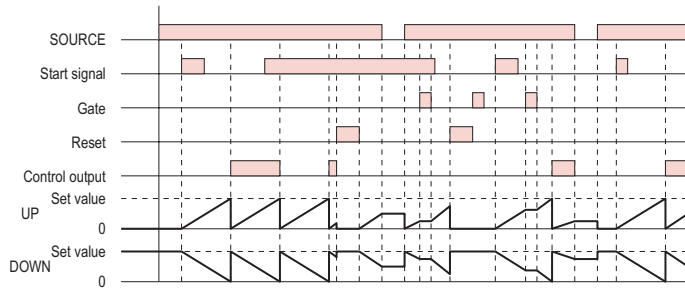 SOURCE
Start signal
Gate
Reset
Control output
Set value
UP
0
Set value
DOWN
0